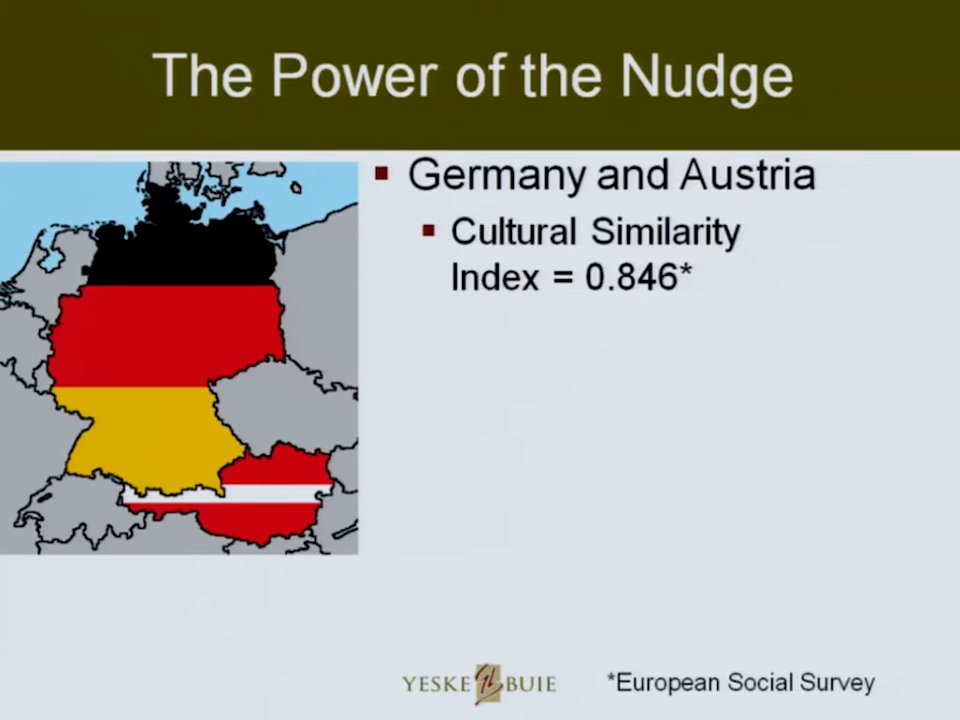 The Power of the Nudge
Germany and Austria
Cultural Similarity
Index = 0.846*
YESKE BUIE
*European Social Survey